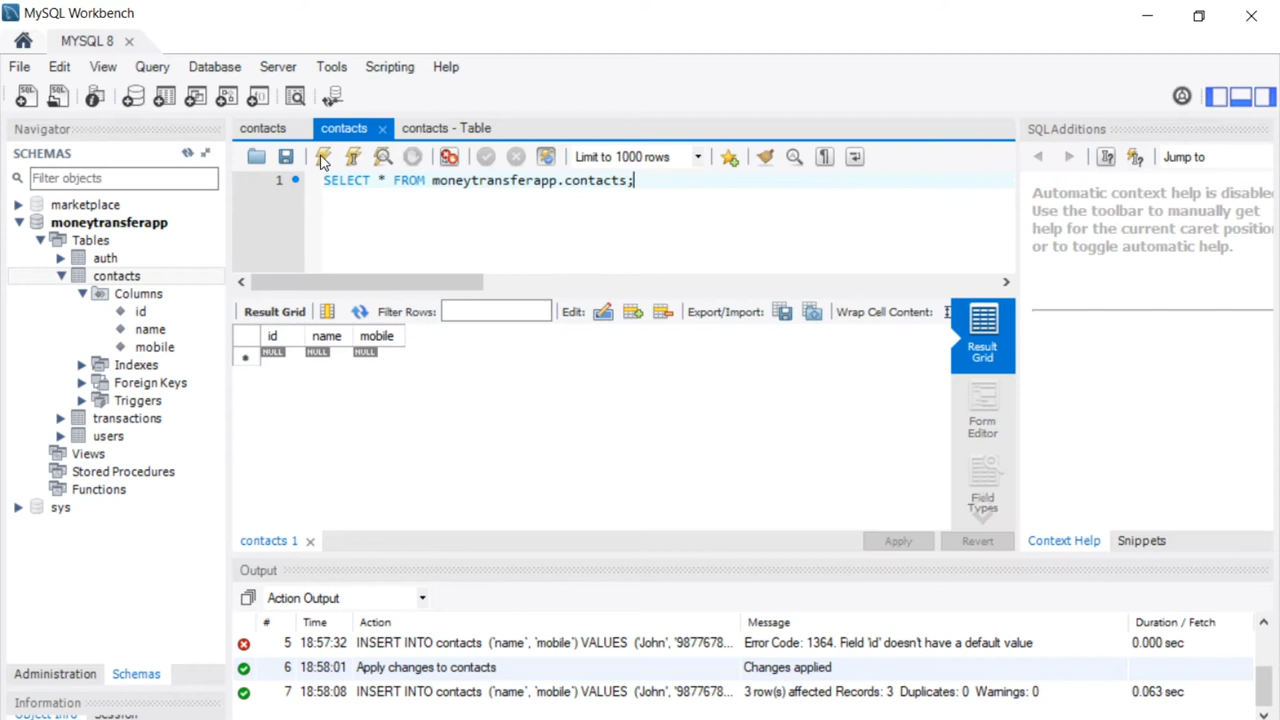 MySQL Workbench
MYSQL 8
File Edit View Query Database Server Tools Scripting Help
Navigator
SCHEMAS
Filter objects
marketplace
moneytransferapp
Tables
auth
contacts
Columns
id
name
mobile
Indexes
Foreign Keys
Triggers
transactions
users
Views
Stored Procedures
Functions
sys
Administration Schemas
Information
Object Info Session
contacts contacts contacts - Table
Limit to 1000 rows
1 SELECT * FROM moneytransferapp.contacts;
Result Grid Filter Rows: Edit: Export/Import: Wrap Cell Content:
id name mobile
NULL NULL NULL
Result
Grid
Form
Editor
Field
Types
contacts 1 Apply Revert
SQL Additions
Jump to
Automatic context help is disable
Use the toolbar to manually get
help for the current caret position
or to toggle automatic help.
Context Help Snippets
Output
Action Output
# Time Action Message Duration / Fetch
5 18:57:32 INSERT INTO contacts (`name`, `mobile`) VALUES ('John', '9877678... Error Code: 1364. Field 'id' doesn't have a default value 0.000 sec
6 18:58:01 Apply changes to contacts Changes applied
7 18:58:08 INSERT INTO contacts (`name`, `mobile`) VALUES ('John', '9877678... 3 row(s) affected Records: 3 Duplicates: 0 Warnings: 0 0.063 sec